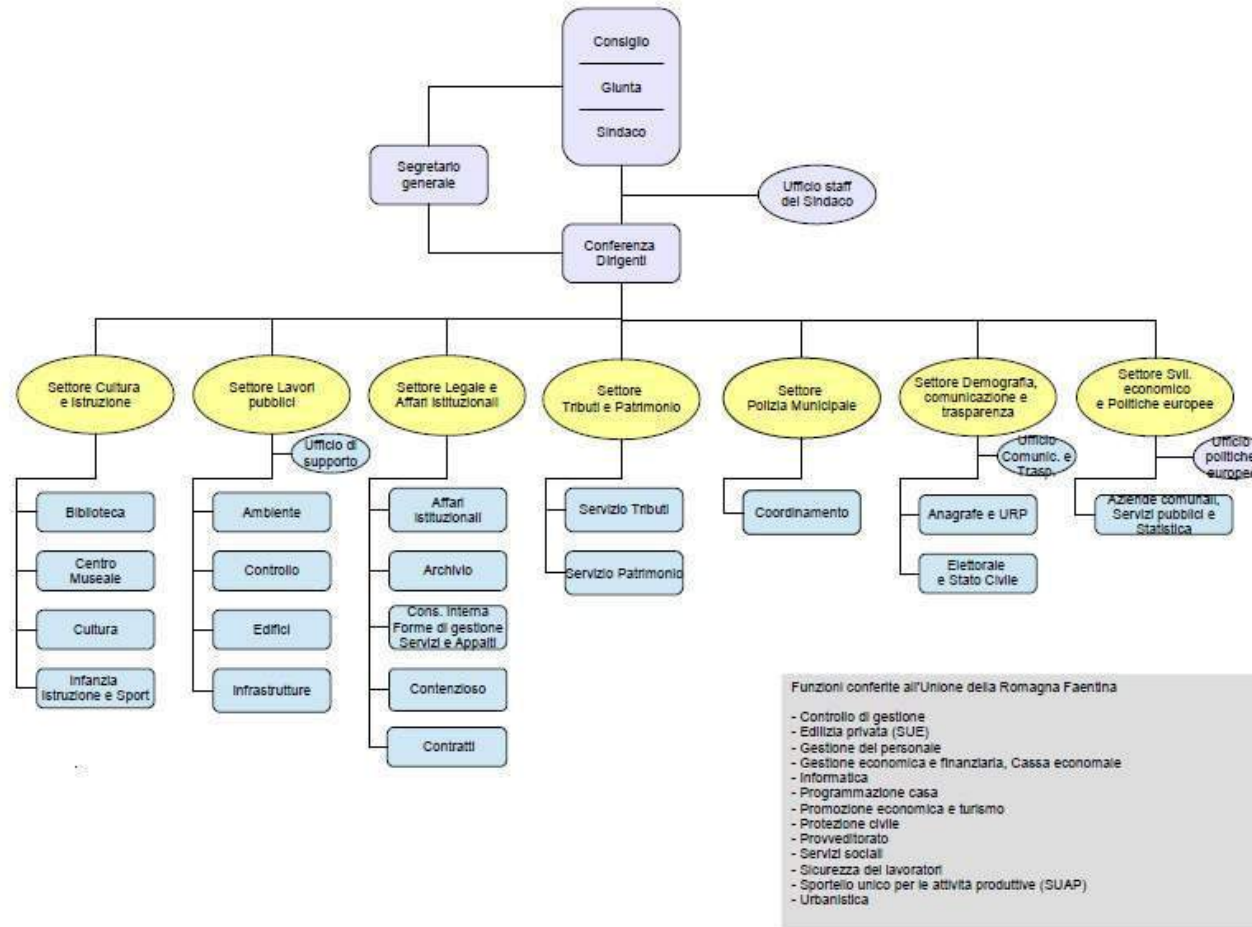 Consiglio
Giunta
Sindaco
Segretario
generale
Ufficio staff
del Sindaco
Conferenza
Dirigenti
Settore Cultura
e Istruzione
Settore Lavori
pubblici
Settore Legale e
Affari Istituzionali
Settore
Tributi e Patrimonio
Settore
Polizia Municipale
Settore Demografia,
comunicazione e
trasparenza
Settore Svil.
economico
e Politiche europee
Ufficio di
supporto
Ufficio
Comunic. e
Trasp.
Ufficio
politiche
europee
Biblioteca
Centro
Museale
Cultura
Infanzia
Istruzione e Sport
Ambiente
Controllo
Edifici
Infrastrutture
Affari
Istituzionali
Archivio
Cons. Interna
Forme di gestione
Servizi e Appalti
Contenzioso
Contratti
Servizio Tributi
Servizio Patrimonio
Coordinamento
Anagrafe e URP
Elettorale
e Stato Civile
Aziende comunali,
Servizi pubblici e
Statistica
Funzioni conferite all'Unione della Romagna Faentina
- Controllo di gestione
- Edilizia privata (SUE)
- Gestione del personale
- Gestione economica e finanziaria, Cassa economale
- Informatica
- Programmazione casa
- Promozione economica e turismo
- Protezione civile
- Provveditorato
- Servizi sociali
- Sicurezza dei lavoratori
- Sportello unico per le attività produttive (SUAP)
- Urbanistica